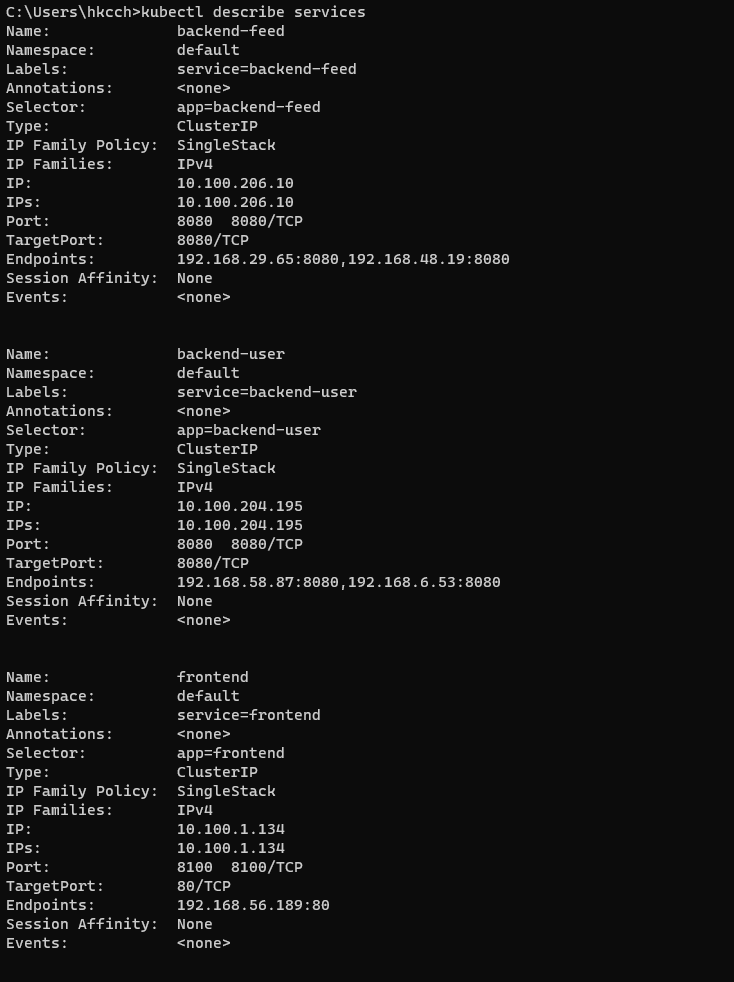 C:\Users\hkcch>kubectl describe services
Name:              backend-feed
Namespace:         default
Labels:            service=backend-feed
Annotations:       <none>
Selector:          app=backend-feed
Type:              ClusterIP
IP Family Policy:  SingleStack
IP Families:       IPv4
IP:                10.100.206.10
IPs:               10.100.206.10
Port:              8080  8080/TCP
TargetPort:        8080/TCP
Endpoints:         192.168.29.65:8080,192.168.48.19:8080
Session Affinity:  None
Events:            <none>

Name:              backend-user
Namespace:         default
Labels:            service=backend-user
Annotations:       <none>
Selector:          app=backend-user
Type:              ClusterIP
IP Family Policy:  SingleStack
IP Families:       IPv4
IP:                10.100.204.195
IPs:               10.100.204.195
Port:              8080  8080/TCP
TargetPort:        8080/TCP
Endpoints:         192.168.58.87:8080,192.168.6.53:8080
Session Affinity:  None
Events:            <none>

Name:              frontend
Namespace:         default
Labels:            service=frontend
Annotations:       <none>
Selector:          app=frontend
Type:              ClusterIP
IP Family Policy:  SingleStack
IP Families:       IPv4
IP:                10.100.1.134
IPs:               10.100.1.134
Port:              8100  8100/TCP
TargetPort:        80/TCP
Endpoints:         192.168.56.189:80
Session Affinity:  None
Events:            <none>